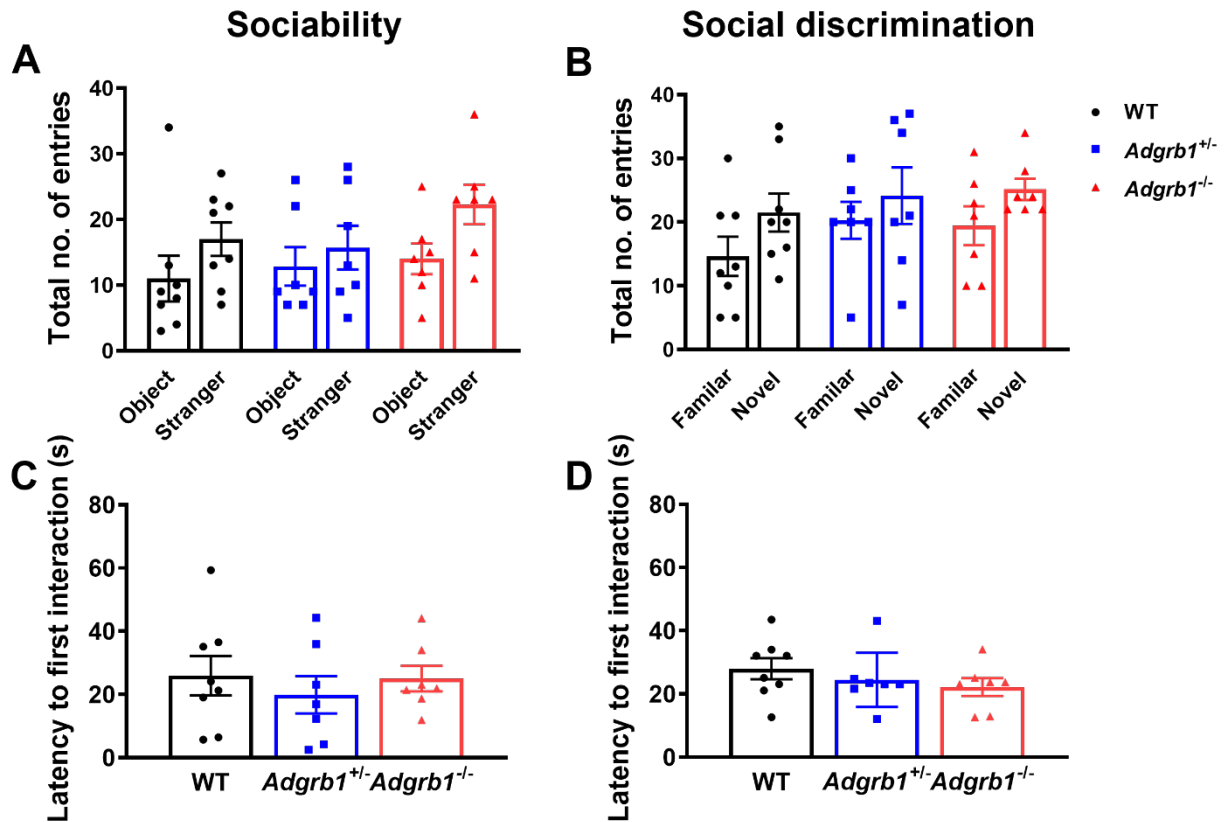 Sociability
Social discrimination
A
B
Total no. of entries
40
30
20
10
0
Object
Stranger
Object
Stranger
Object
Stranger
Total no. of entries
40
30
20
10
0
Familar
Novel
Familar
Novel
Familar
Novel
WT
Adgrb1+/-
Adgrb1-/-
C
D
Latency to first interaction (s)
80
60
40
20
0
WT
Adgrb1+/-
Adgrb1-/-
Latency to first interaction (s)
80
60
40
20
0
WT
Adgrb1+/-
Adgrb1-/-